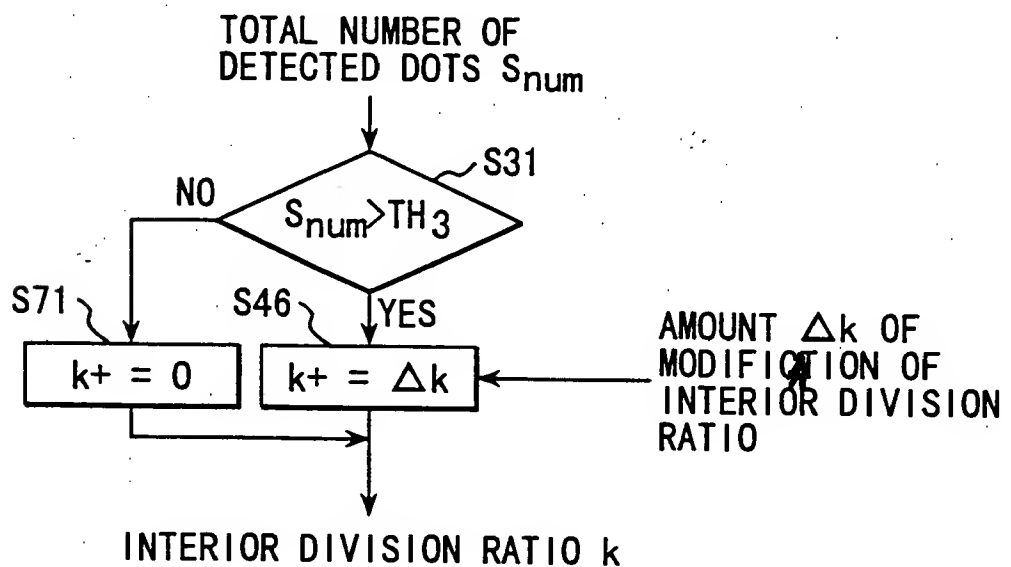 TOTAL NUMBER OF
DETECTED DOTS Snum
S31
NO
Snum>TH3
S71
S46
YES
k+ = 0
k+ = Δk
AMOUNT Δk OF
OF
INTERIOR DIVISION
RATIO
INTERIOR DIVISION RATIO k